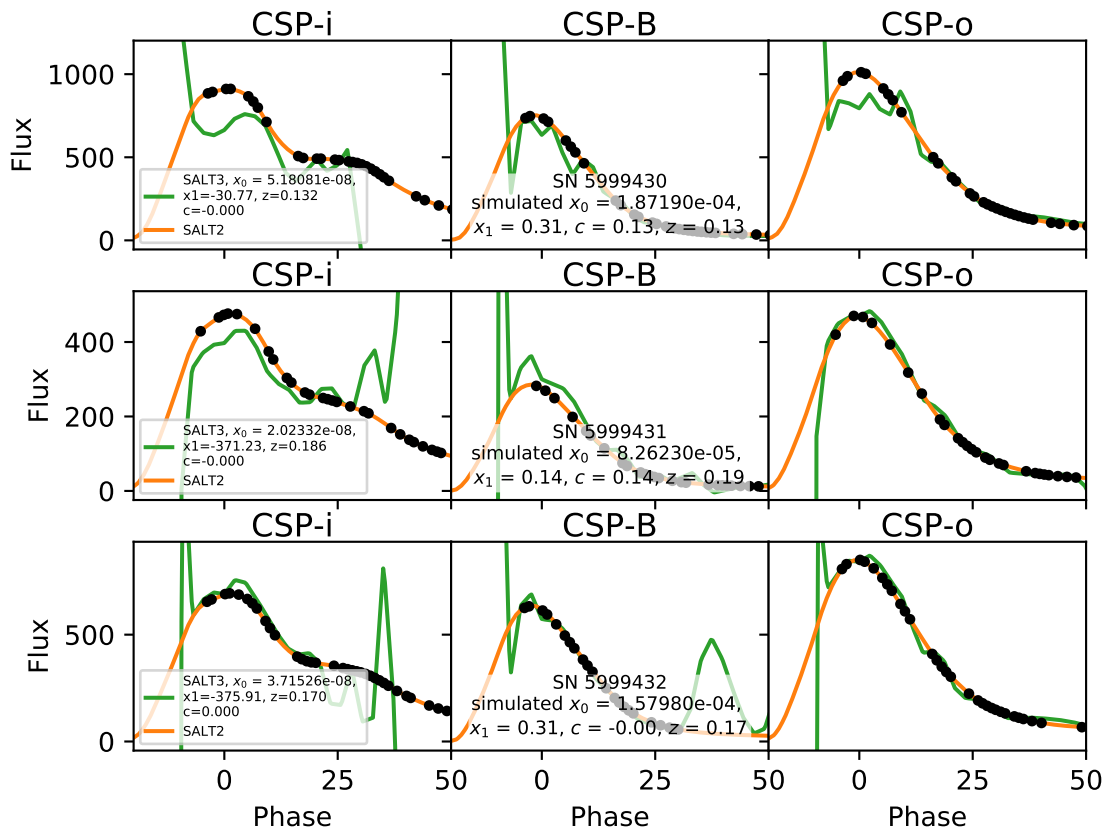 CSP-i CSP-B CSP-o
1000
500
0
Flux
SALT3, x₀ = 5.18081e-08,
x1=-30.77, z=0.132
c=-0.000
SALT2
SN 5999430
simulated x₀ = 1.87190e-04,
x₁ = 0.31, c = 0.13, z = 0.13
CSP-i CSP-B CSP-o
400
200
0
Flux
SALT3, x₀ = 2.02332e-08,
x1=-371.23, z=0.186
c=-0.000
SALT2
SN 5999431
simulated x₀ = 8.26230e-05,
x₁ = 0.14, c = 0.14, z = 0.19
CSP-i CSP-B CSP-o
500
0
Flux
SALT3, x₀ = 3.71526e-08,
x1=-375.91, z=0.170
c=0.000
SALT2
SN 5999432
simulated x₀ = 1.57980e-04,
x₁ = 0.31, c = -0.00, z = 0.17
0 25 50 0 25 50 0 25 50
Phase Phase Phase